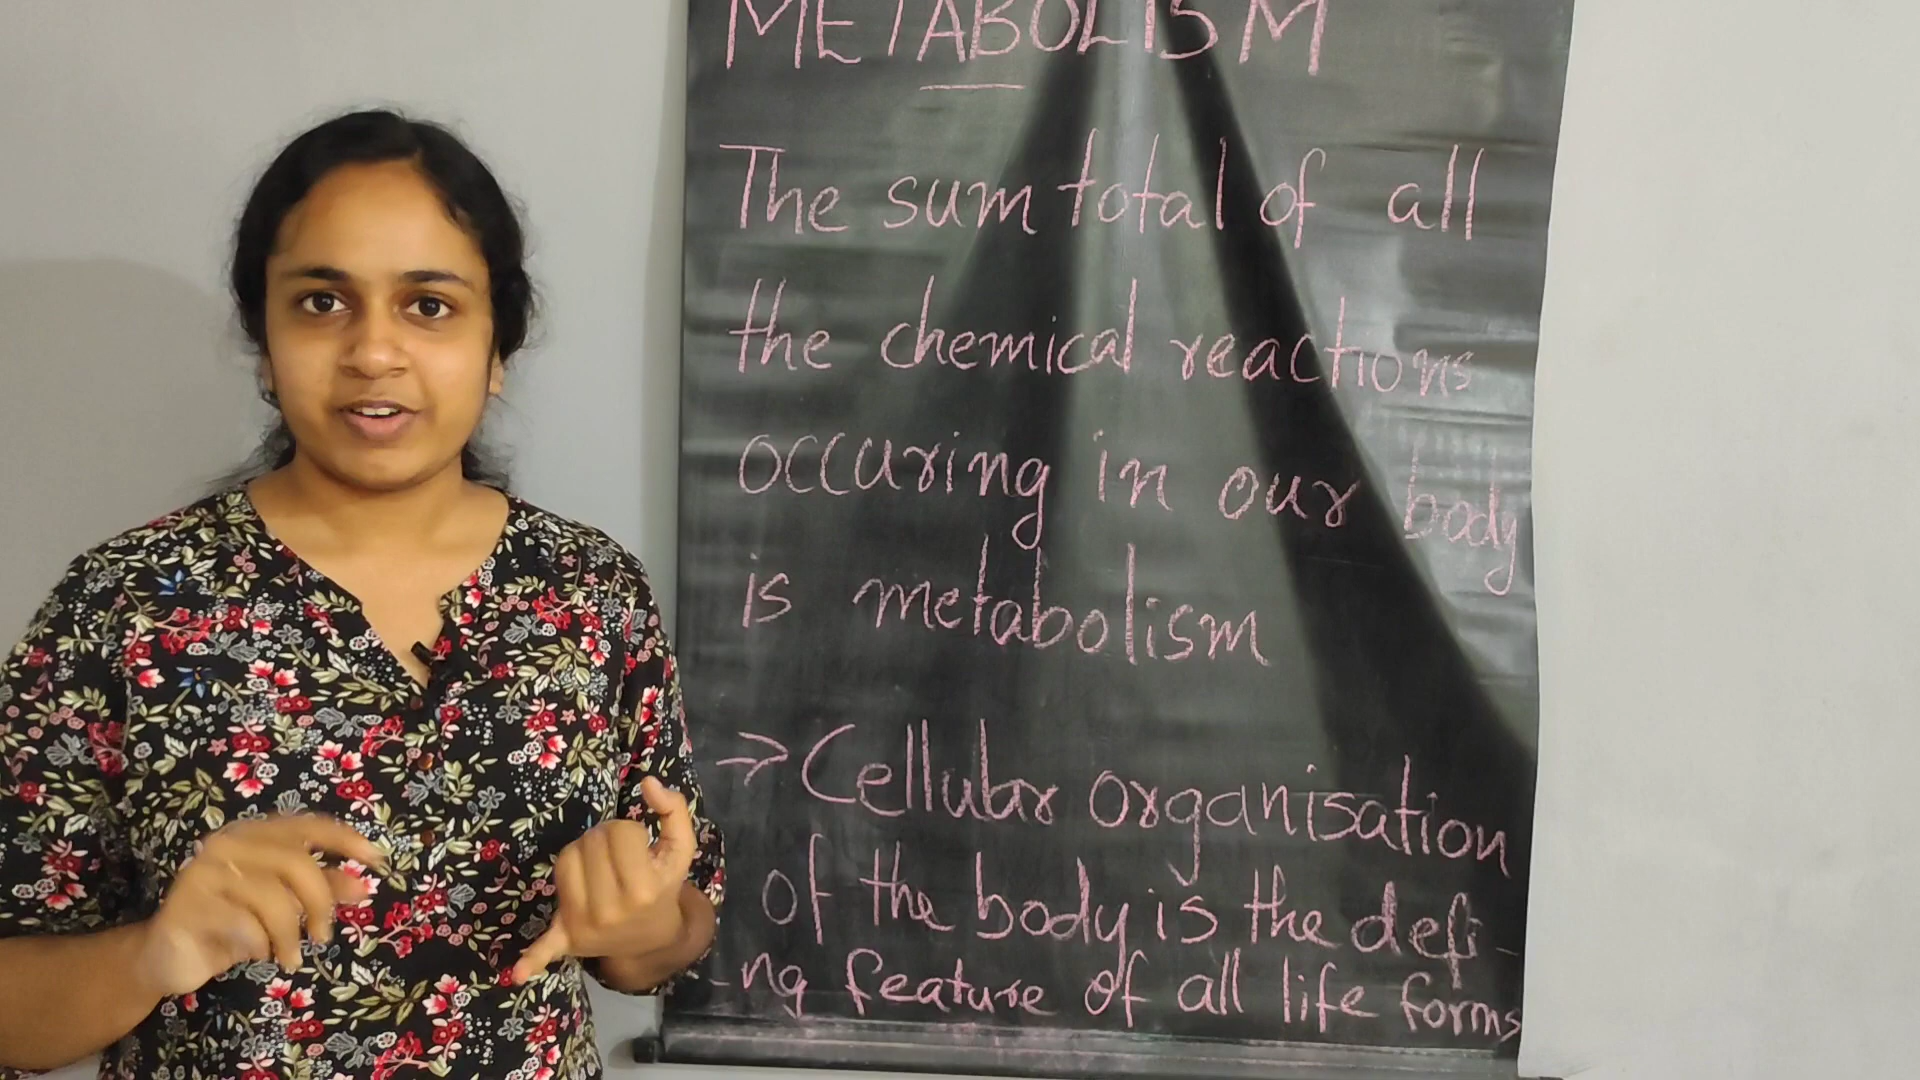 METABOLISM
The sum total of all
the chemical reactions
occuring in our body
is metabolism
→ Cellular organisation
of the body is the defi-
-ng feature of all life forms